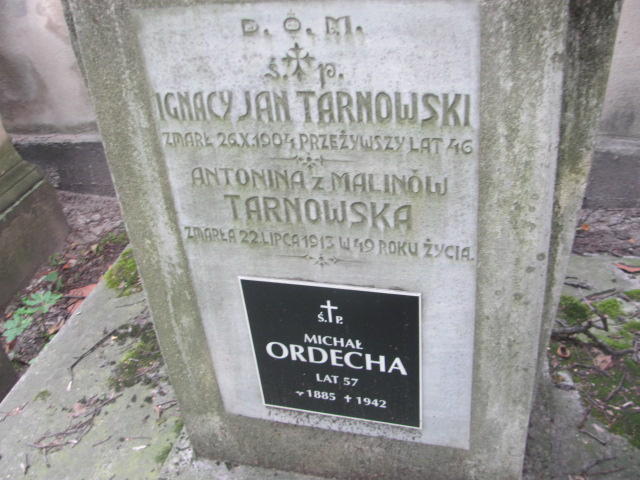 D.O.M.
Ś. P.
IGNACY JAN TARNOWSKI
ZMARŁ 26.X.1904 PRZEŻYWSZY LAT 46
ANTONINA z MALINÓW
TARNOWSKA
ZMARŁA 22 LIPCA 1913 W 49 ROKU ŻYCIA.
Ś. P.
MICHAŁ
ORDECHA
LAT 57
1885 1942